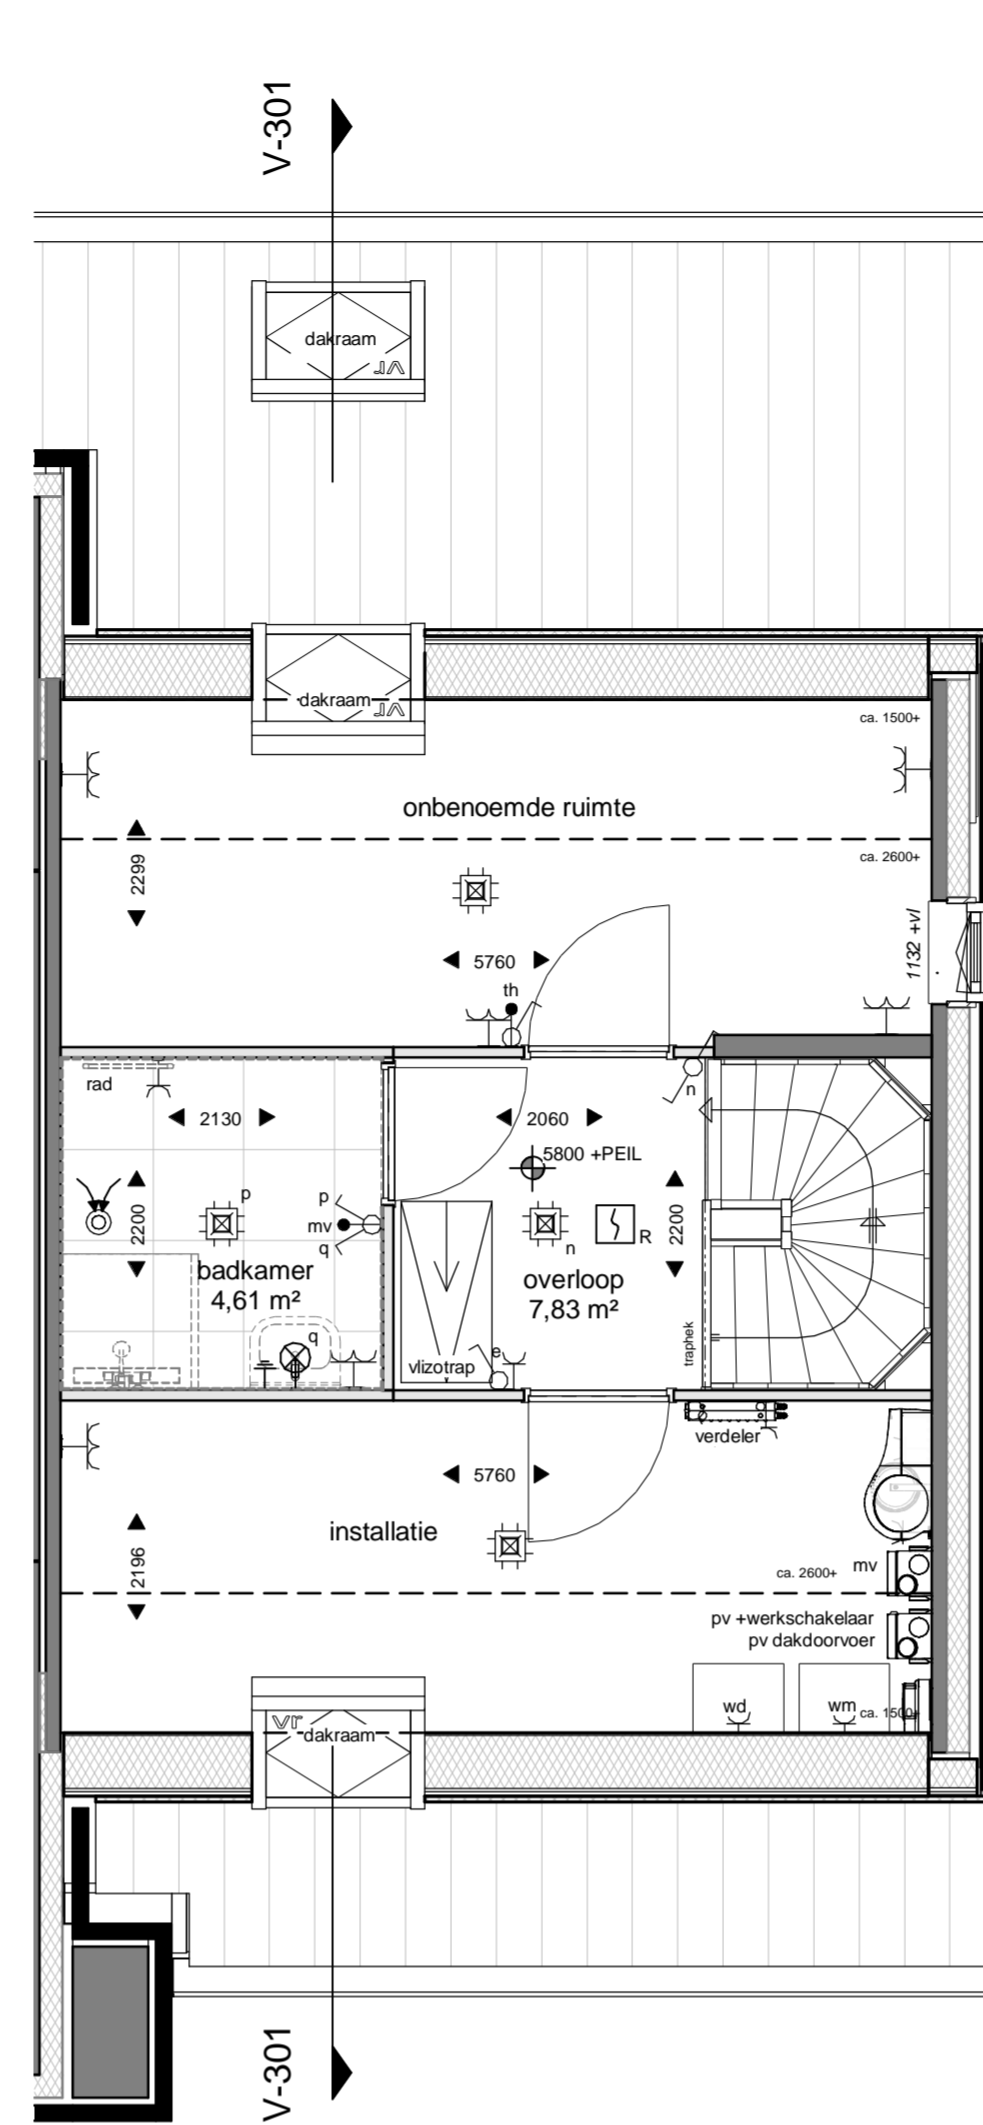 V-301
dakraam
vr
dakraam
vr
ca. 1500+
onbenoemde ruimte
ca. 2600+
2299
1132 +vl
5760
th
rad
n
2130
2060
5800 +PEIL
p
p
2200
mv
q
n
R
2200
badkamer
4,61 m²
overloop
7,83 m²
q
e
traphek
vlizotrap
verdeler
5760
installatie
2196
ca. 2600+
mv
pv +werkschakelaar
pv dakdoorvoer
wd
wm
ca. 1500+
vr
dakraam
V-301